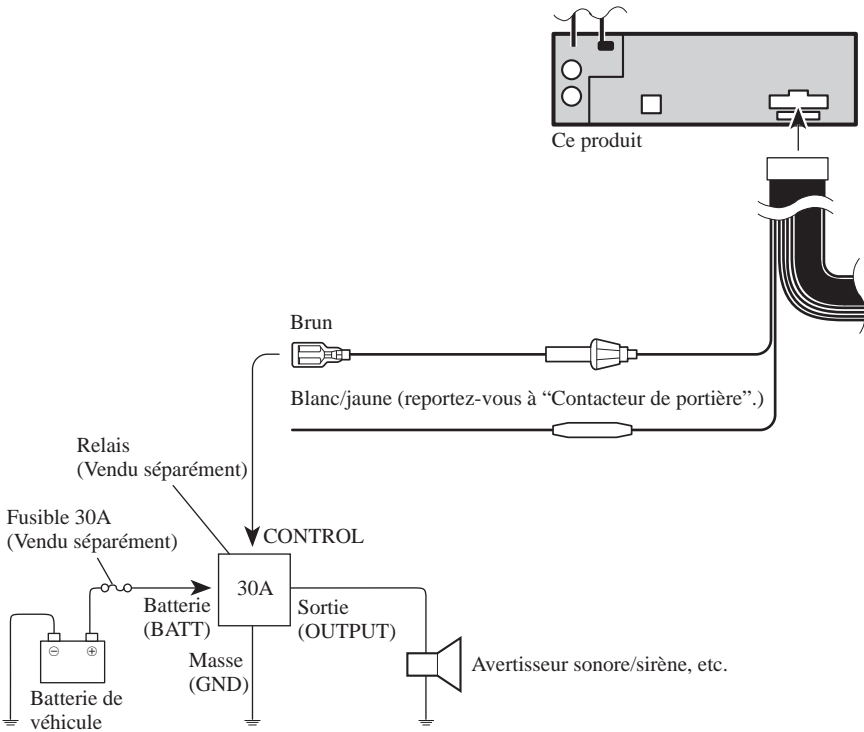 Ce produit
Brun
Blanc/jaune (reportez-vous à “Contacteur de portière”.)
Relais
(Vendu séparément)
Fusible 30A
(Vendu séparément)
CONTROL
30A
Batterie
(BATT)
Sortie
(OUTPUT)
Masse
(GND)
Avertisseur sonore/sirène, etc.
Batterie de
véhicule